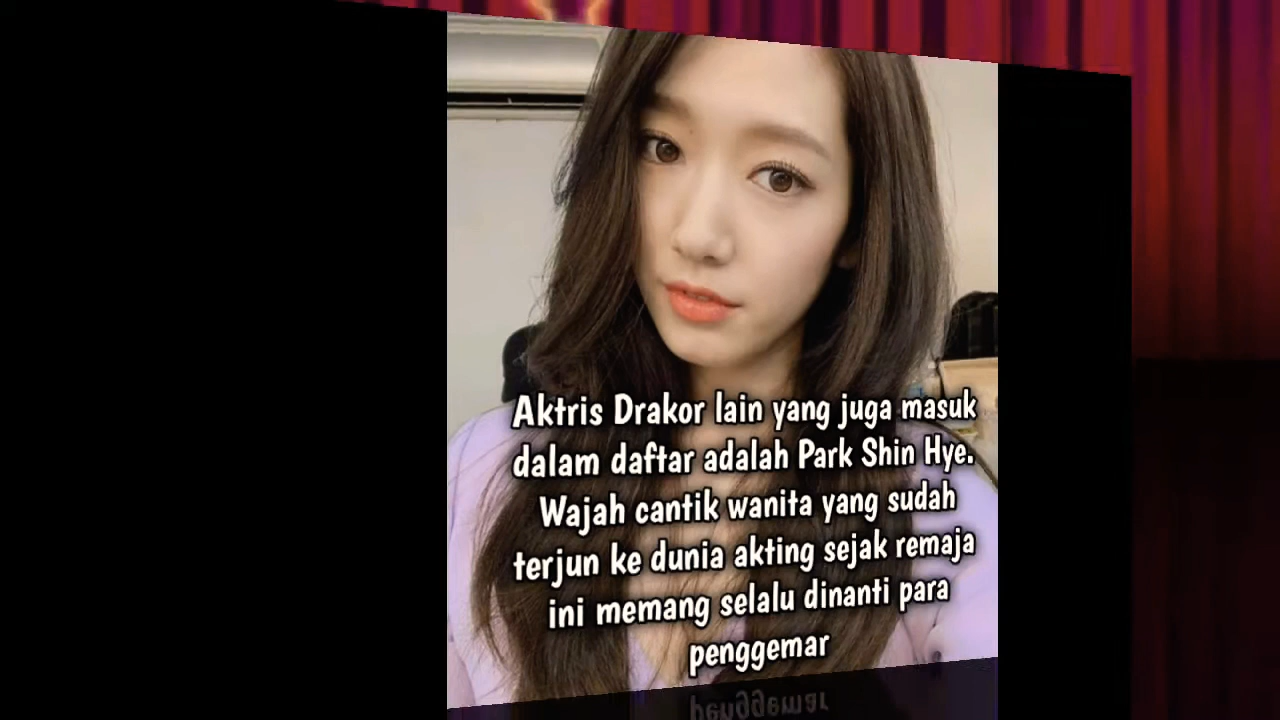 Aktris Drakor lain yang juga masuk
dalam daftar adalah Park Shin Hye.
Wajah cantik wanita yang sudah
terjun ke dunia akting sejak remaja
ini memang selalu dinanti para
penggemar